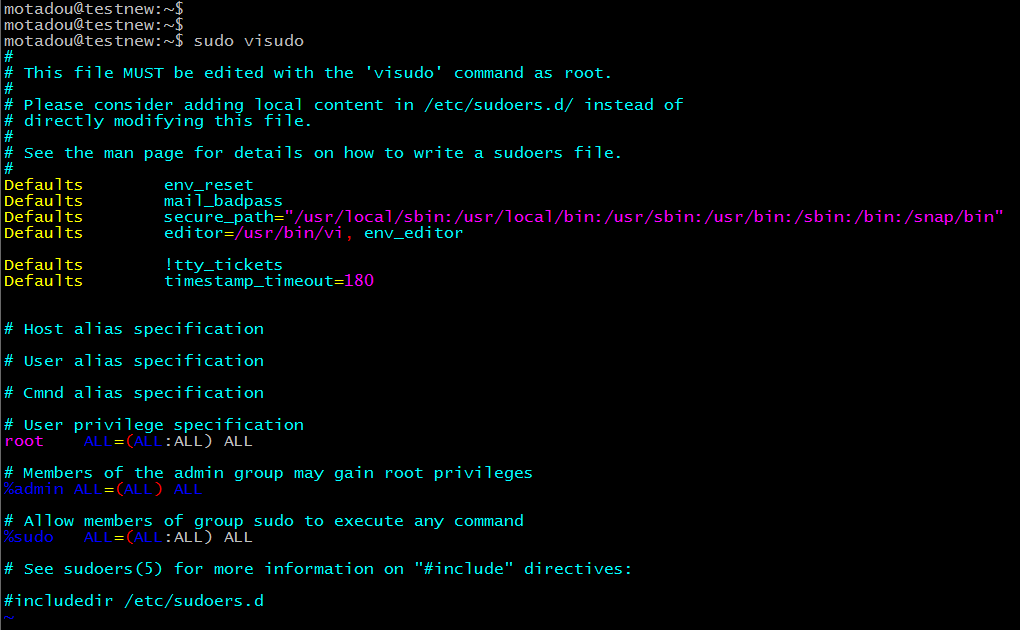 motadou@testnew:~$
motadou@testnew:~$
motadou@testnew:~$ sudo visudo
#
# This file MUST be edited with the 'visudo' command as root.
#
# Please consider adding local content in /etc/sudoers.d/ instead of
# directly modifying this file.
#
# See the man page for details on how to write a sudoers file.
#
Defaults        env_reset
Defaults        mail_badpass
Defaults        secure_path="/usr/local/sbin:/usr/local/bin:/usr/sbin:/usr/bin:/sbin:/bin:/snap/bin"
Defaults        editor=/usr/bin/vi, env_editor
Defaults        !tty_tickets
Defaults        timestamp_timeout=180
# Host alias specification
# User alias specification
# Cmnd alias specification
# User privilege specification
root    ALL=(ALL:ALL) ALL
# Members of the admin group may gain root privileges
%admin ALL=(ALL) ALL
# Allow members of group sudo to execute any command
%sudo   ALL=(ALL:ALL) ALL
# See sudoers(5) for more information on "#include" directives:
#includedir /etc/sudoers.d
~